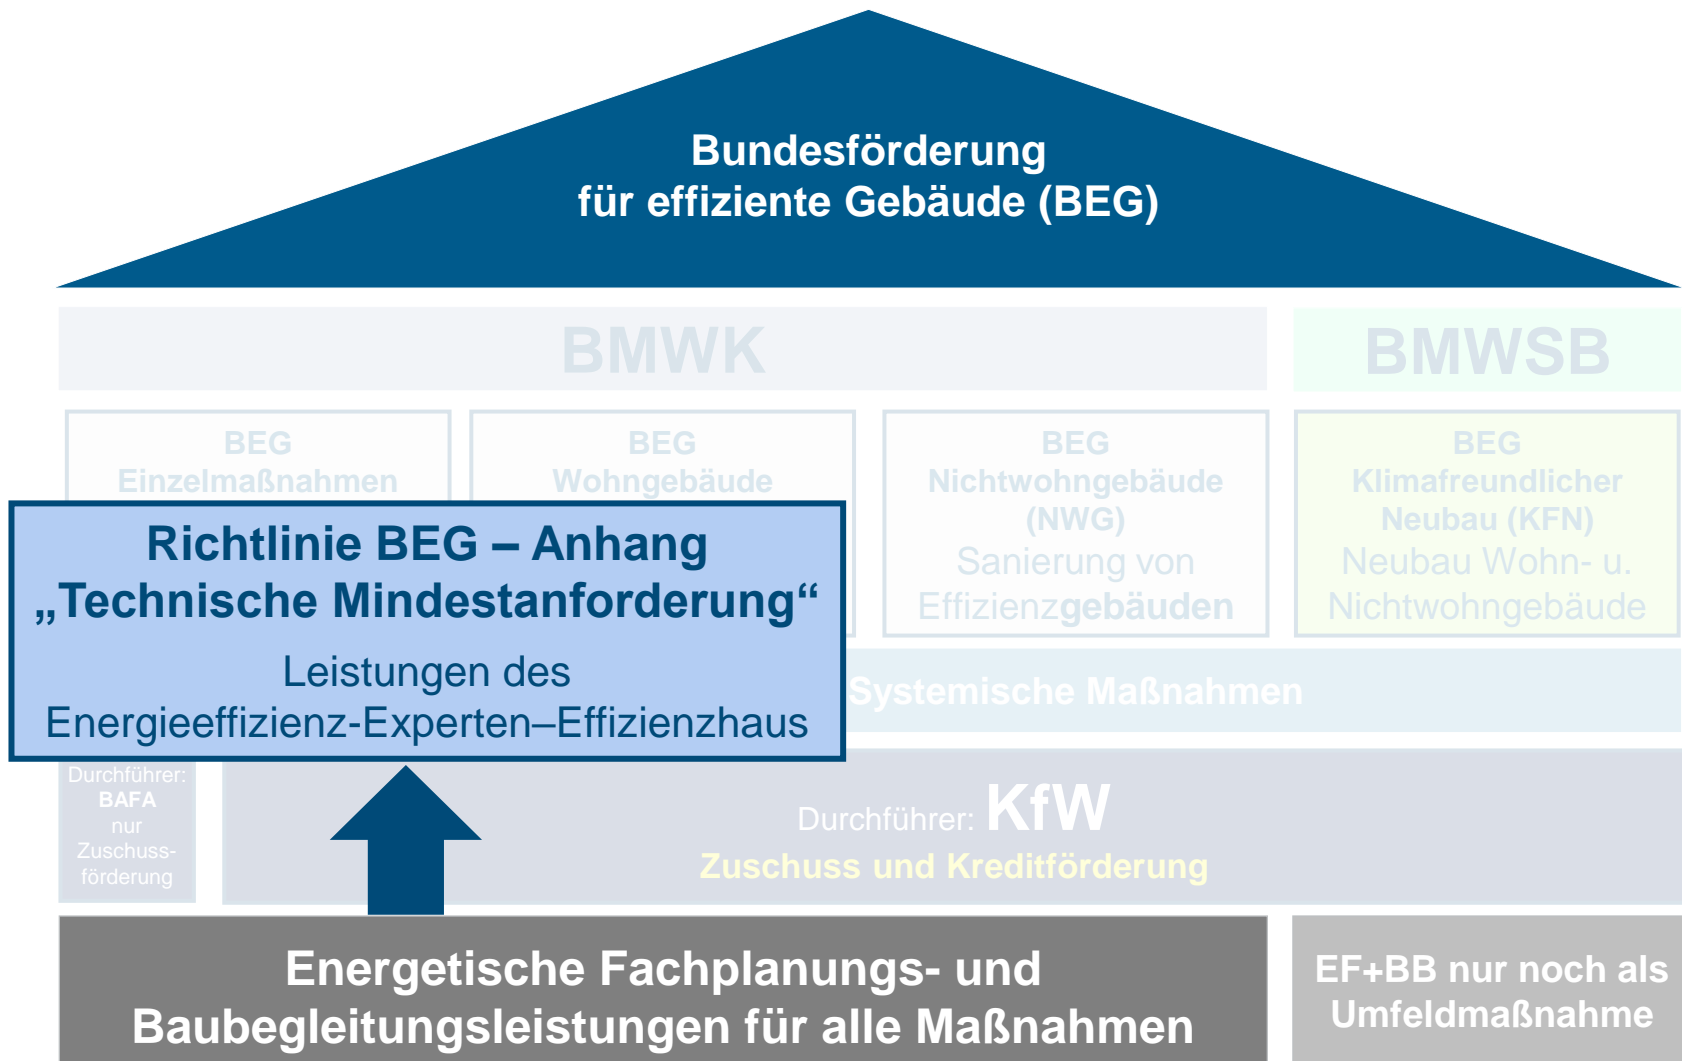 Bundesförderung
für effiziente Gebäude (BEG)
BMWK
BMWSB
BEG
Einzelmaßnahmen
BEG
Wohngebäude
BEG
Nichtwohngebäude
(NWG)
Sanierung von
Effizienzgebäuden
BEG
Klimafreundlicher
Neubau (KFN)
Neubau Wohn- u.
Nichtwohngebäude
Richtlinie BEG – Anhang
„Technische Mindestanforderung“
Leistungen des
Energieeffizienz-Experten–Effizienzhaus
Systemische Maßnahmen
Durchführer:
BAFA
nur
Zuschuss-
förderung
Durchführer: KfW
Zuschuss und Kreditförderung
Energetische Fachplanungs- und
Baubegleitungsleistungen für alle Maßnahmen
EF+BB nur noch als
Umfeldmaßnahme